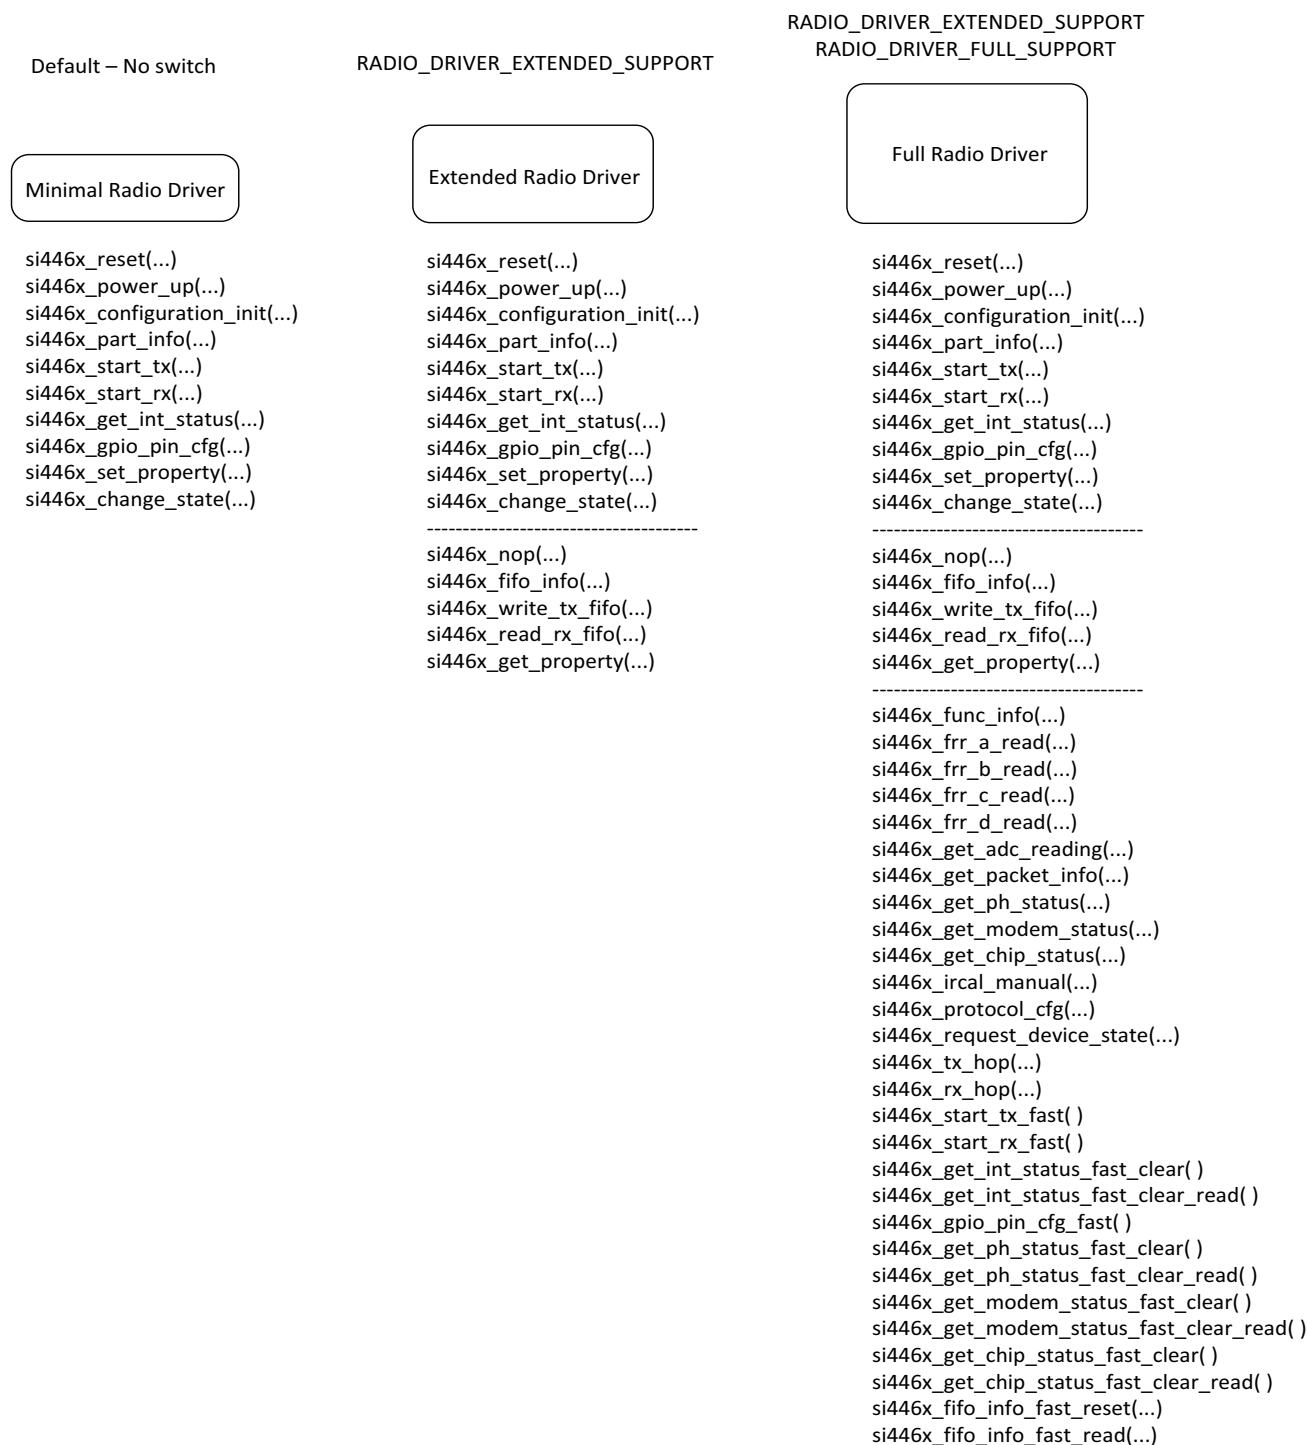 Default – No switch
Minimal Radio Driver
si446x_reset(...)
si446x_power_up(...)
si446x_configuration_init(...)
si446x_part_info(...)
si446x_start_tx(...)
si446x_start_rx(...)
si446x_get_int_status(...)
si446x_gpio_pin_cfg(...)
si446x_set_property(...)
si446x_change_state(...)
RADIO_DRIVER_EXTENDED_SUPPORT
Extended Radio Driver
si446x_reset(...)
si446x_power_up(...)
si446x_configuration_init(...)
si446x_part_info(...)
si446x_start_tx(...)
si446x_start_rx(...)
si446x_get_int_status(...)
si446x_gpio_pin_cfg(...)
si446x_set_property(...)
si446x_change_state(...)
--------------------------------------
si446x_nop(...)
si446x_fifo_info(...)
si446x_write_tx_fifo(...)
si446x_read_rx_fifo(...)
si446x_get_property(...)
RADIO_DRIVER_EXTENDED_SUPPORT
RADIO_DRIVER_FULL_SUPPORT
Full Radio Driver
si446x_reset(...)
si446x_power_up(...)
si446x_configuration_init(...)
si446x_part_info(...)
si446x_start_tx(...)
si446x_start_rx(...)
si446x_get_int_status(...)
si446x_gpio_pin_cfg(...)
si446x_set_property(...)
si446x_change_state(...)
--------------------------------------
si446x_nop(...)
si446x_fifo_info(...)
si446x_write_tx_fifo(...)
si446x_read_rx_fifo(...)
si446x_get_property(...)
--------------------------------------
si446x_func_info(...)
si446x_frr_a_read(...)
si446x_frr_b_read(...)
si446x_frr_c_read(...)
si446x_frr_d_read(...)
si446x_get_adc_reading(...)
si446x_get_packet_info(...)
si446x_get_ph_status(...)
si446x_get_modem_status(...)
si446x_get_chip_status(...)
si446x_ircal_manual(...)
si446x_protocol_cfg(...)
si446x_request_device_state(...)
si446x_tx_hop(...)
si446x_rx_hop(...)
si446x_start_tx_fast( )
si446x_start_rx_fast( )
si446x_get_int_status_fast_clear( )
si446x_get_int_status_fast_clear_read( )
si446x_gpio_pin_cfg_fast( )
si446x_get_ph_status_fast_clear( )
si446x_get_ph_status_fast_clear_read( )
si446x_get_modem_status_fast_clear( )
si446x_get_modem_status_fast_clear_read( )
si446x_get_chip_status_fast_clear( )
si446x_get_chip_status_fast_clear_read( )
si446x_fifo_info_fast_reset(...)
si446x_fifo_info_fast_read(...)